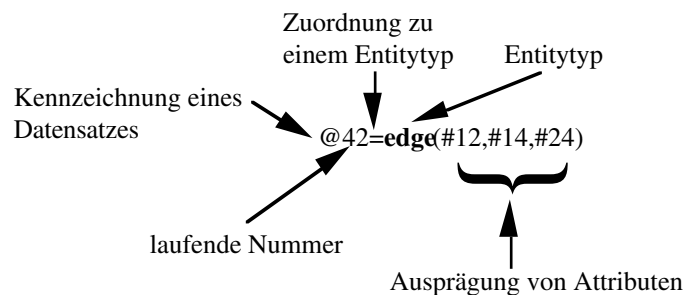 Zuordnung zu
einem Entitytyp
Entitytyp
Kennzeichnung eines
Datensatzes
@42=edge(#12,#14,#24)
laufende Nummer
Ausprägung von Attributen